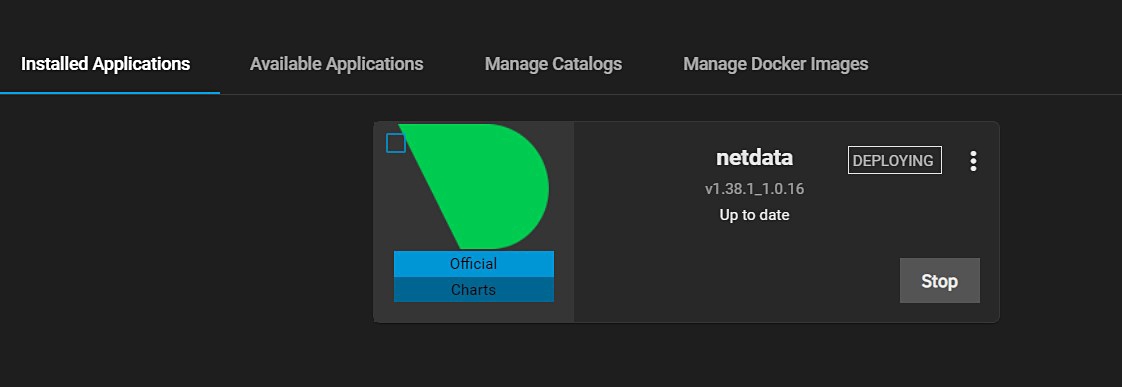 Installed Applications
Available Applications
Manage Catalogs
Manage Docker Images
netdata
DEPLOYING
v1.38.1_1.0.16
Up to date
Official
Charts
Stop